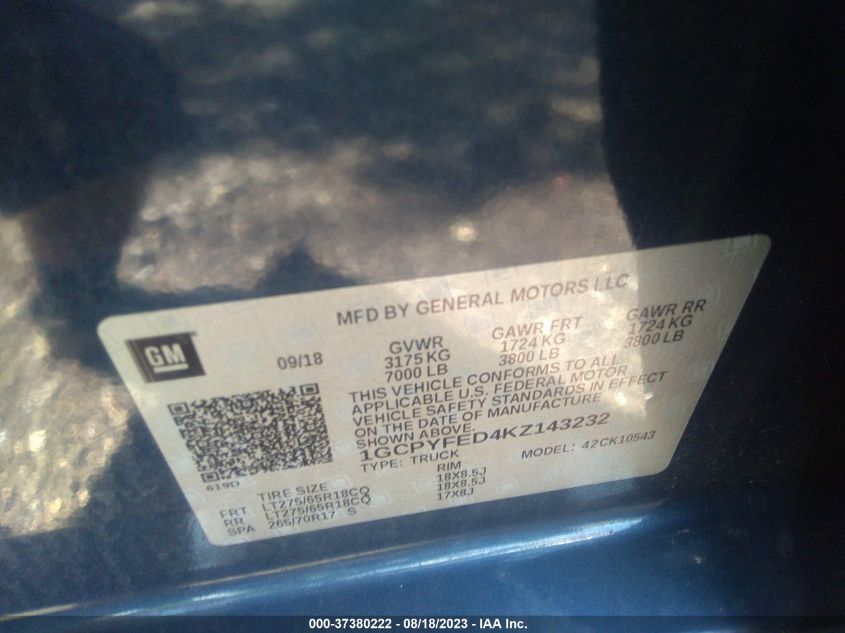 MFD BY GENERAL MOTORS LLC
GM
09/18
GVWR GAWR FRT GAWR RR
3175 KG 1724 KG 1724 KG
7000 LB 3800 LB 3800 LB
THIS VEHICLE CONFORMS TO ALL
APPLICABLE U.S. FEDERAL MOTOR
VEHICLE SAFETY STANDARDS IN EFFECT
ON THE DATE OF MANUFACTURE
SHOWN ABOVE.
1GCPYFED4KZ143232
TYPE: TRUCK MODEL: 42CK10543
619D
TIRE SIZE RIM
FRT LT275/65R18CQ 18X8.5J
RR LT275/65R18CQ 18X8.5J
SPA 265/70R17 S 17X8J
000-37380222 - 08/18/2023 - IAA Inc.